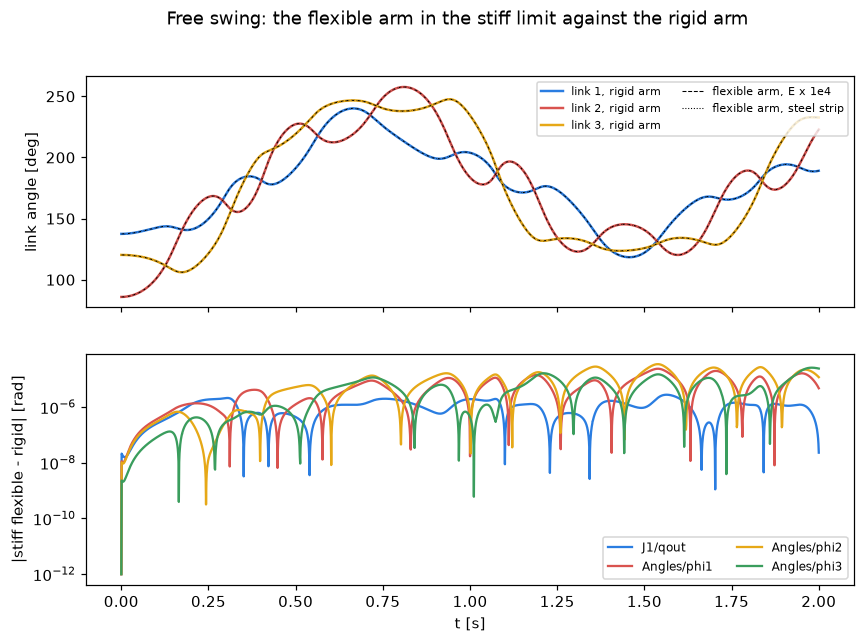 Free swing: the flexible arm in the stiff limit against the rigid arm
link angle [deg]
250
200
150
100
link 1, rigid arm
link 2, rigid arm
link 3, rigid arm
flexible arm, E x 1e4
flexible arm, steel strip
|stiff flexible - rigid| [rad]
10⁻⁶
10⁻⁸
10⁻¹⁰
10⁻¹²
J1/qout
Angles/phi1
Angles/phi2
Angles/phi3
0.00 0.25 0.50 0.75 1.00 1.25 1.50 1.75 2.00
t [s]